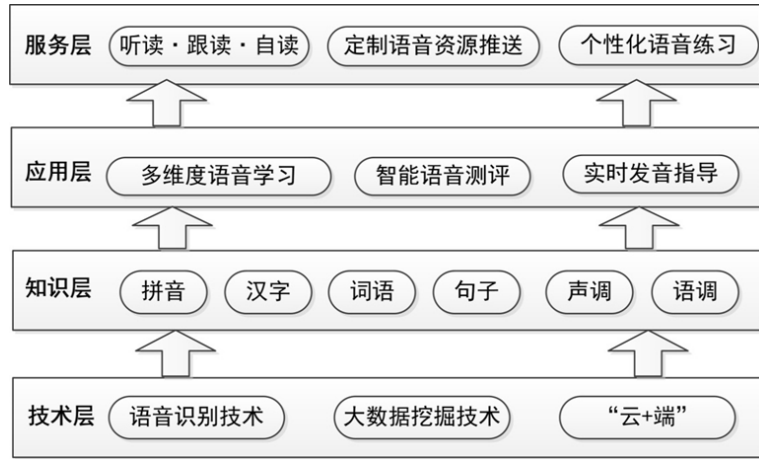 服务层 听读·跟读·自读 定制语音资源推送 个性化语音练习
应用层 多维度语音学习 智能语音测评 实时发音指导
知识层 拼音 汉字 词语 句子 声调 语调
技术层 语音识别技术 大数据挖掘技术 “云+端”